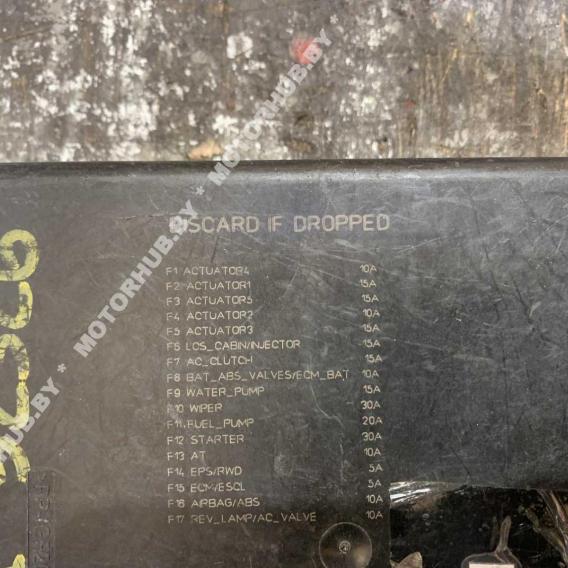 DISCARD IF DROPPED
F1 ACTUATOR4 10A
F2 ACTUATOR1 15A
F3 ACTUATOR5 15A
F4 ACTUATOR2 10A
F5 ACTUATOR3 15A
F6 LCS_CABIN/INJECTOR 15A
F7 AC_CLUTCH 15A
F8 BAT_ABS_VALVES/ECM_BAT 10A
F9 WATER_PUMP 15A
F10 WIPER 30A
F11 FUEL_PUMP 20A
F12 STARTER 30A
F13 AT 10A
F14 EPS/RWD 5A
F15 ECM/ESCL 5A
F16 AIRBAG/ABS 10A
F17 REV_LAMP/AC_VALVE 10A
MOTORHUB.BY * MOTORHUB.BY * MOTORHUB.BY